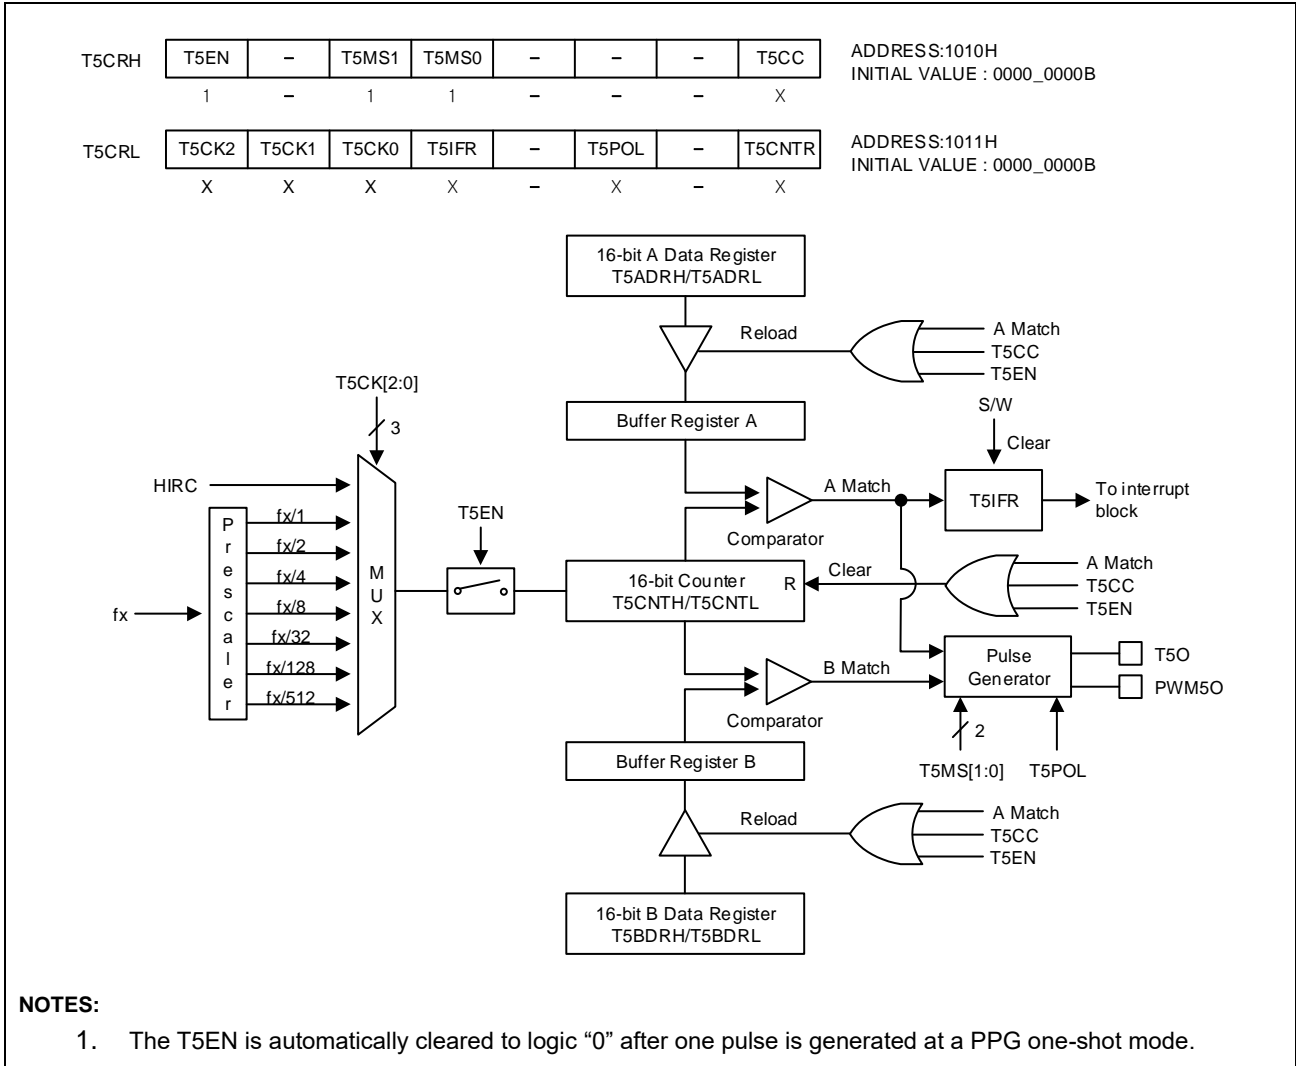 T5CRH T5EN – T5MS1 T5MS0 – – – T5CC ADDRESS:1010H
INITIAL VALUE : 0000_0000B
1 – 1 1 – – – X
T5CRL T5CK2 T5CK1 T5CK0 T5IFR – T5POL – T5CNTR ADDRESS:1011H
INITIAL VALUE : 0000_0000B
X X X X – X – X
16-bit A Data Register
T5ADRH/T5ADRL
Reload
A Match
T5CC
T5EN
T5CK[2:0]
3
Buffer Register A
S/W
Clear
HIRC
A Match
T5IFR
To interrupt
block
Prescaler
fx/1
fx/2
fx/4
fx/8
fx/32
fx/128
fx/512
fx
MUX
T5EN
Comparator
16-bit Counter
T5CNTH/T5CNTL
R
Clear
A Match
T5CC
T5EN
B Match
Comparator
Pulse
Generator
T5O
PWM5O
2
T5MS[1:0]
T5POL
Buffer Register B
Reload
A Match
T5CC
T5EN
16-bit B Data Register
T5BDRH/T5BDRL
NOTES:
1. The T5EN is automatically cleared to logic “0” after one pulse is generated at a PPG one-shot mode.